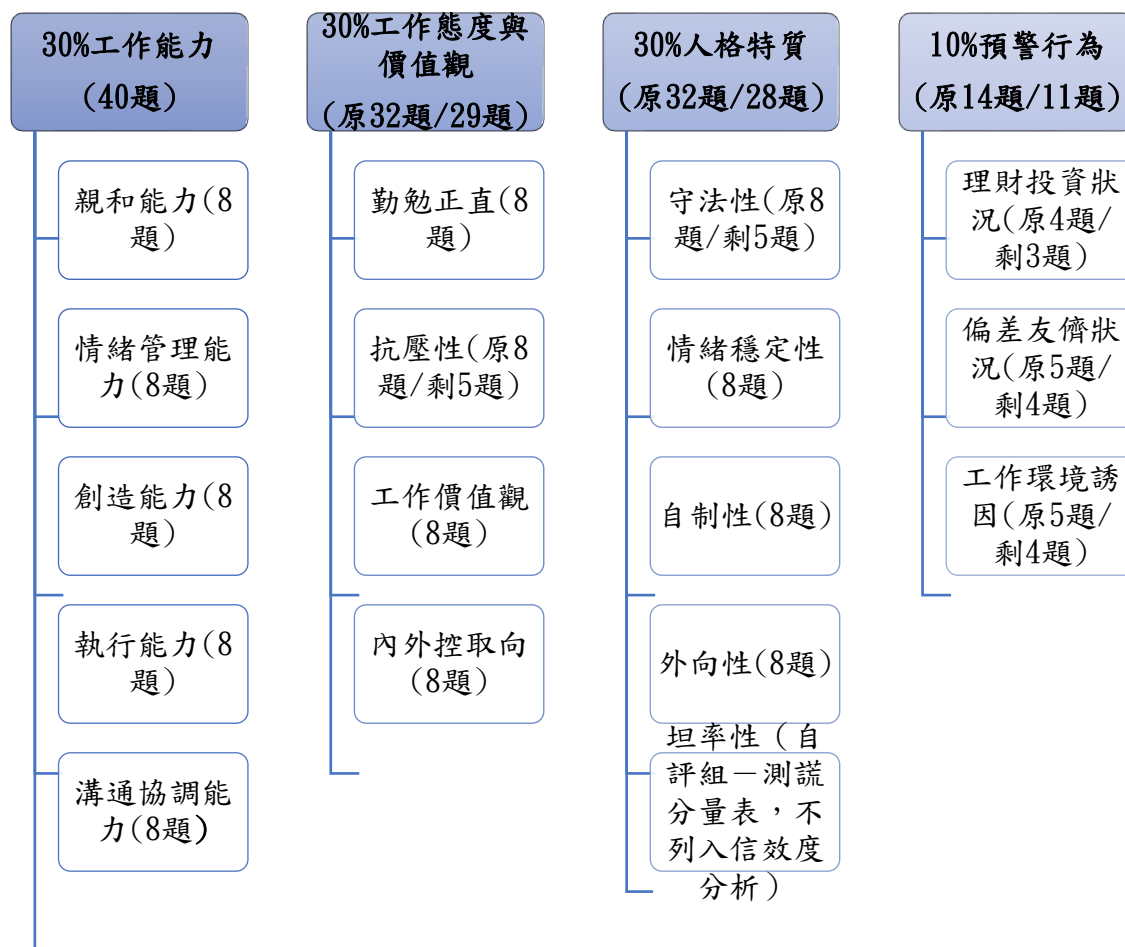 30%工作能力
(40題)
親和能力(8
題)
情緒管理能
力(8題)
創造能力(8
題)
執行能力(8
題)
溝通協調能
力(8題)
30%工作態度與
價值觀
(原32題/29題)
勤勉正直(8
題)
抗壓性(原8
題/剩5題)
工作價值觀
(8題)
內外控取向
(8題)
30%人格特質
(原32題/28題)
守法性(原8
題/剩5題)
情緒穩定性
(8題)
自制性(8題)
外向性(8題)
坦率性（自
評組－測謊
分量表，不
列入信效度
分析）
10%預警行為
(原14題/11題)
理財投資狀
況(原4題/
剩3題)
偏差友儕狀
況(原5題/
剩4題)
工作環境誘
因(原5題/
剩4題)